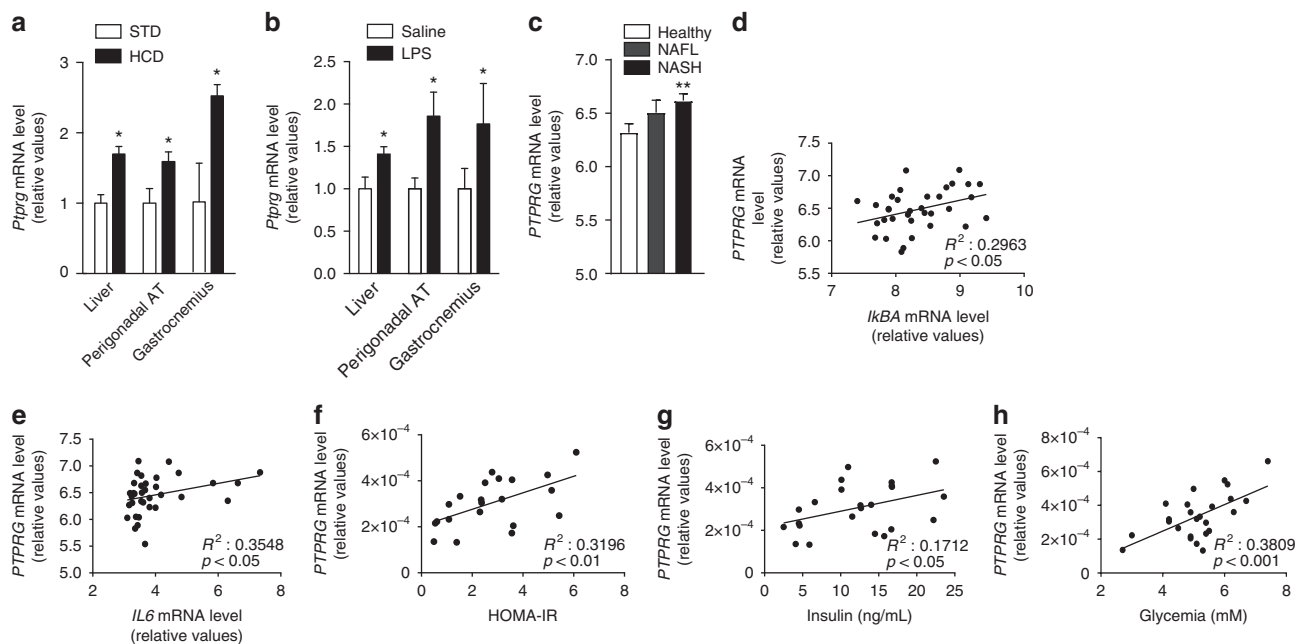 a
STD
HCD
Ptprg mRNA level
(relative values)
3
2
1
0
*
*
*
Liver
Perigonadal AT
Gastrocnemius
b
Saline
LPS
Ptprg mRNA level
(relative values)
2.5
2.0
1.5
1.0
0.5
0.0
*
*
*
Liver
Perigonadal AT
Gastrocnemius
c
Healthy
NAFL
NASH
PTPRG mRNA level
(relative values)
7.0
6.5
6.0
5.5
5.0
**
d
PTPRG mRNA
level
(relative values)
7.5
7.0
6.5
6.0
5.5
R2 : 0.2963
p < 0.05
7 8 9 10
IkBA mRNA level
(relative values)
e
PTPRG mRNA level
(relative values)
7.5
7.0
6.5
6.0
5.5
5.0
R2 : 0.3548
p < 0.05
2 4 6 8
IL6 mRNA level
(relative values)
f
PTPRG mRNA level
(relative values)
6×10–4
4×10–4
2×10–4
0
R2 : 0.3196
p < 0.01
0 2 4 6 8
HOMA-IR
g
PTPRG mRNA level
(relative values)
8×10–4
6×10–4
4×10–4
2×10–4
0
R2 : 0.1712
p < 0.05
0 5 10 15 20 25
Insulin (ng/mL)
h
PTPRG mRNA level
(relative values)
8×10–4
6×10–4
4×10–4
2×10–4
0
R2 : 0.3809
p < 0.001
2 4 6 8
Glycemia (mM)